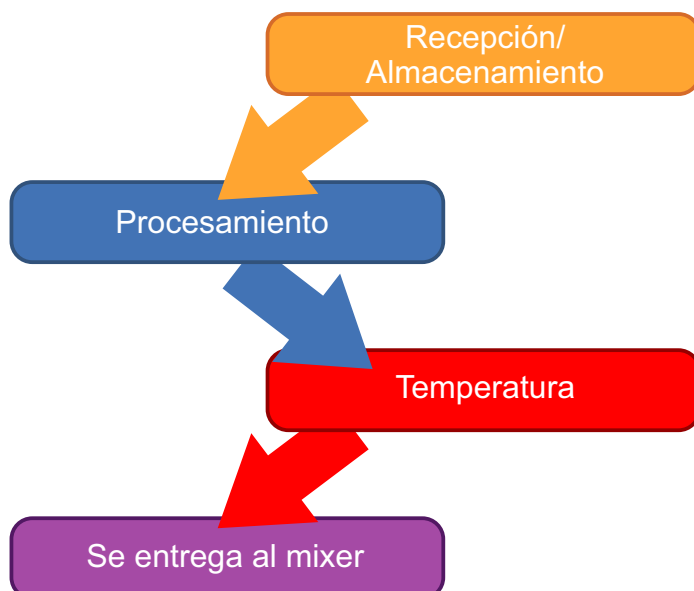 Recepción/
Almacenamiento
Procesamiento
Temperatura
Se entrega al mixer